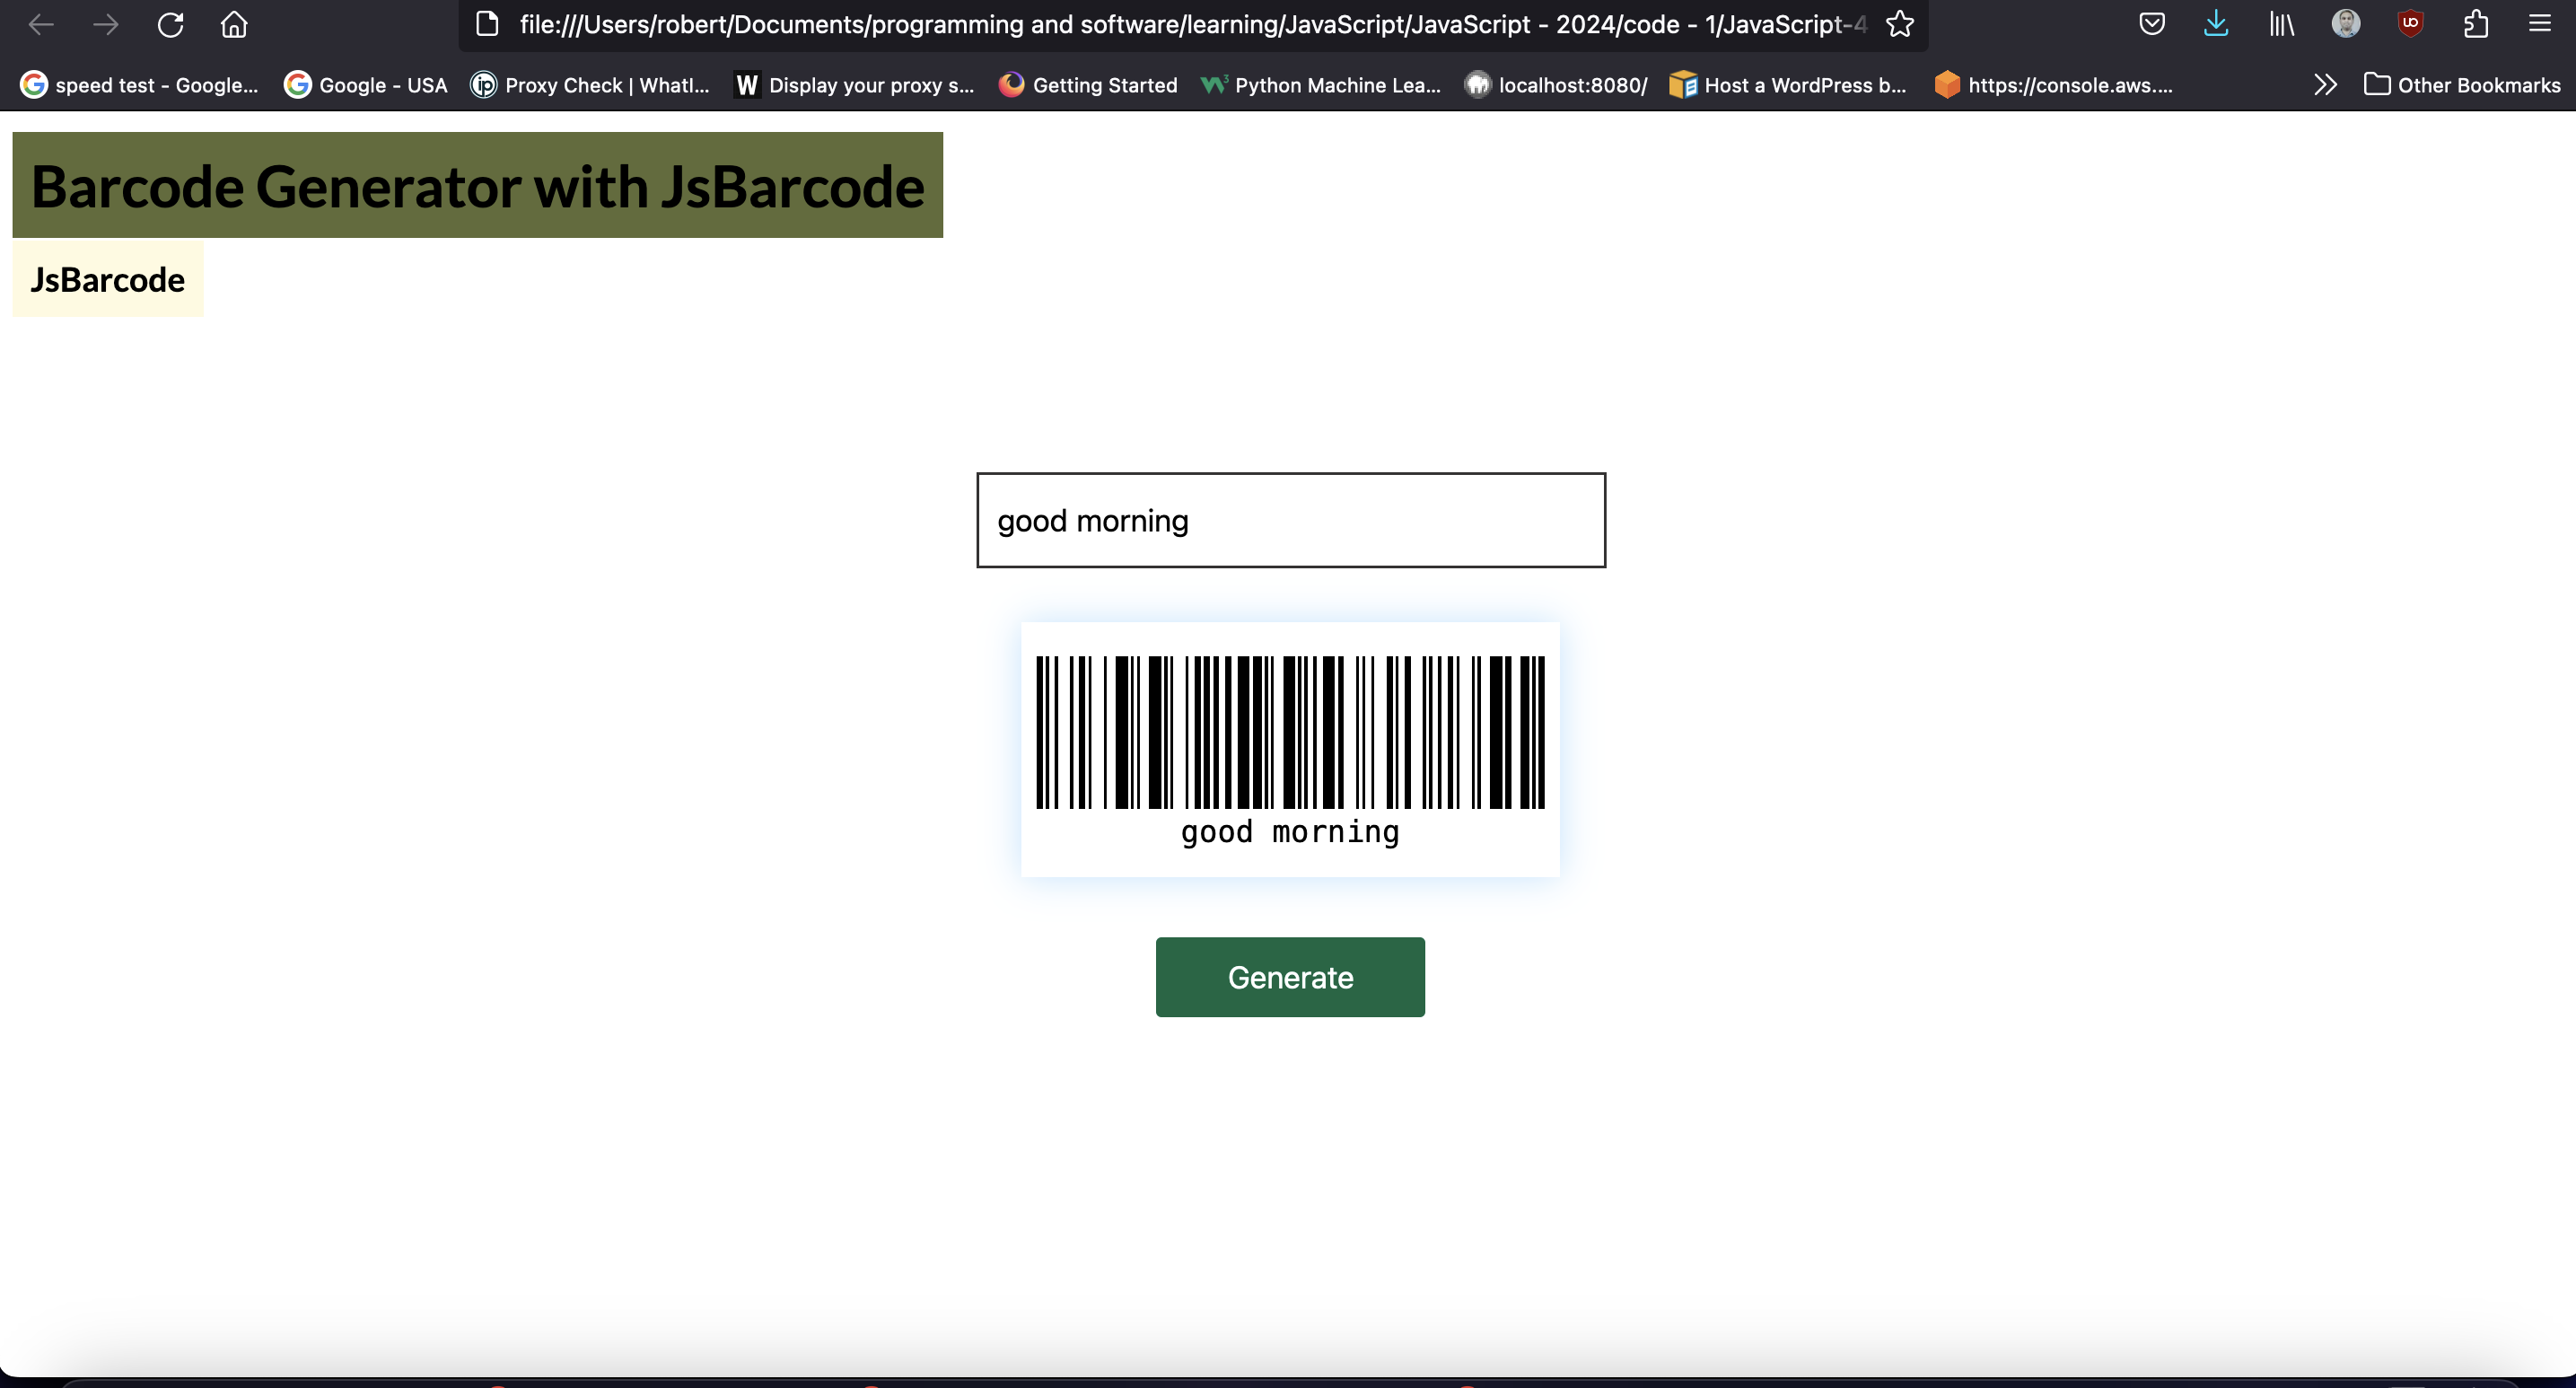 file:///Users/robert/Documents/programming and software/learning/JavaScript/JavaScript - 2024/code - 1/JavaScript-4
speed test - Google... Google - USA Proxy Check | WhatI... Display your proxy s... Getting Started Python Machine Lea... localhost:8080/ Host a WordPress b... https://console.aws.... Other Bookmarks
Barcode Generator with JsBarcode
JsBarcode
good morning
good morning
Generate